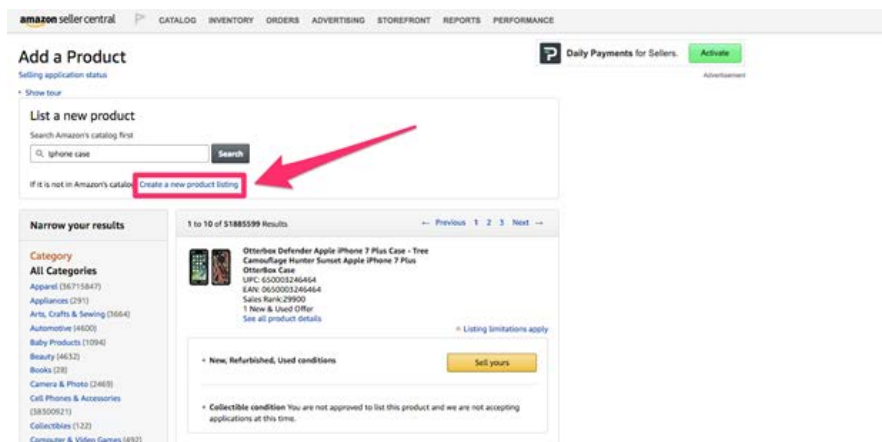 amazon seller central CATALOG INVENTORY ORDERS ADVERTISING STOREFRONT REPORTS PERFORMANCE
Add a Product
Selling application status
Show tour
Daily Payments for Sellers. Activate
Advertisement
List a new product
Search Amazon's catalog first
Iphone case Search
If it is not in Amazon's catalog Create a new product listing
Narrow your results
Category
All Categories
Apparel (36715847)
Appliances (291)
Arts, Crafts & Sewing (3664)
Automotive (4600)
Baby Products (1094)
Beauty (4632)
Books (28)
Camera & Photo (2469)
Cell Phones & Accessories
(58300921)
Collectibles (122)
Computer & Video Games (492)
1 to 10 of 51885599 Results ← Previous 1 2 3 Next →
Otterbox Defender Apple iPhone 7 Plus Case - Tree
Camouflage Hunter Sunset Apple iPhone 7 Plus
OtterBox Case
UPC: 650003246464
EAN: 0650003246464
Sales Rank:29900
1 New & Used Offer
See all product details
Listing limitations apply
New, Refurbished, Used conditions Sell yours
Collectible condition You are not approved to list this product and we are not accepting
applications at this time.